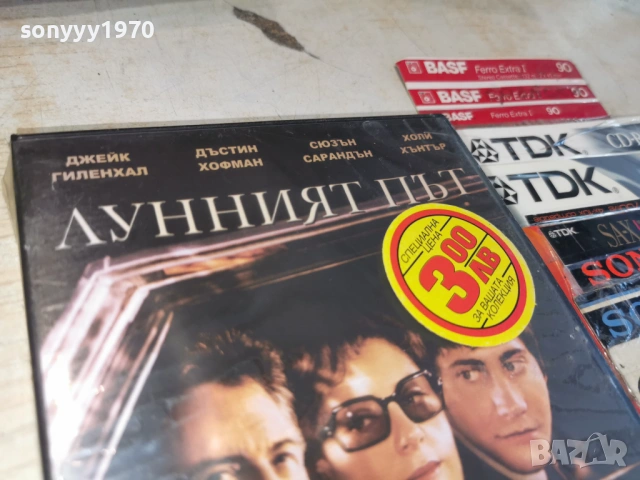 sonyyy1970
ДЖЕЙК ГИЛЕНХАЛ
ДЪСТИН ХОФМАН
СЮЗЪН САРАНДЪН
ХОЛИ ХЪНТЪР
ЛУННИЯТ ПЪТ
СПЕЦИАЛНА ЦЕНА
3.00 ЛВ
ЗА ВАШАТА КОЛЕКЦИЯ
BASF Ferro Extra I 90
BASF Ferro Extra I 90
BASF Ferro Extra I 90
TDK
TDK
TDK SA-X
SON
BAZAR